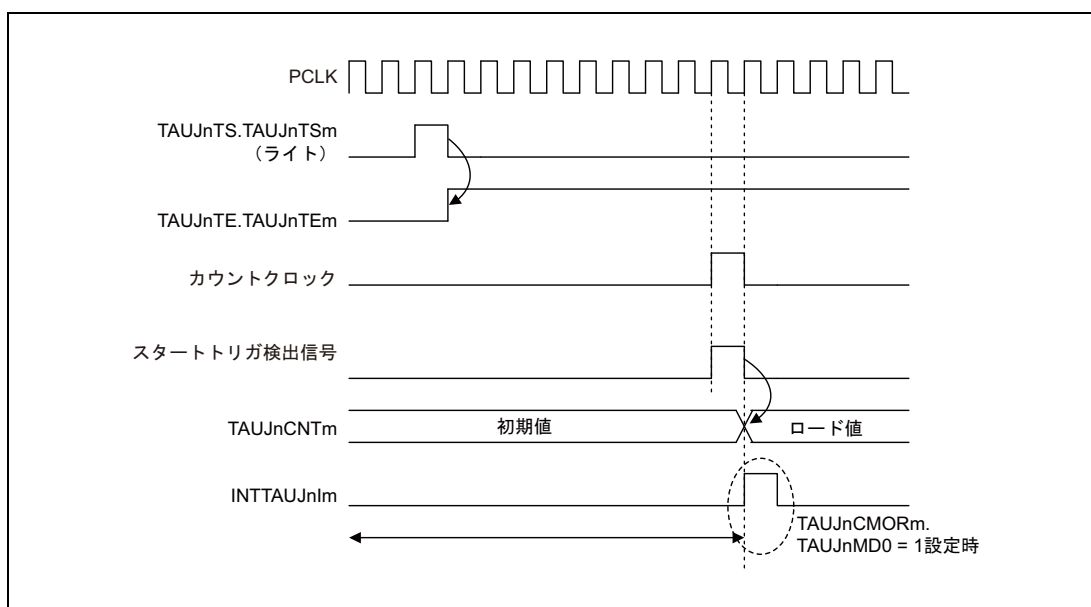 PCLK
TAUJnTS.TAUJnTSm
（ライト）
TAUJnTE.TAUJnTEm
カウントクロック
スタートトリガ検出信号
TAUJnCNTm
初期値
ロード値
INTTAUJnIm
TAUJnCMORm.
TAUJnMD0 = 1設定時